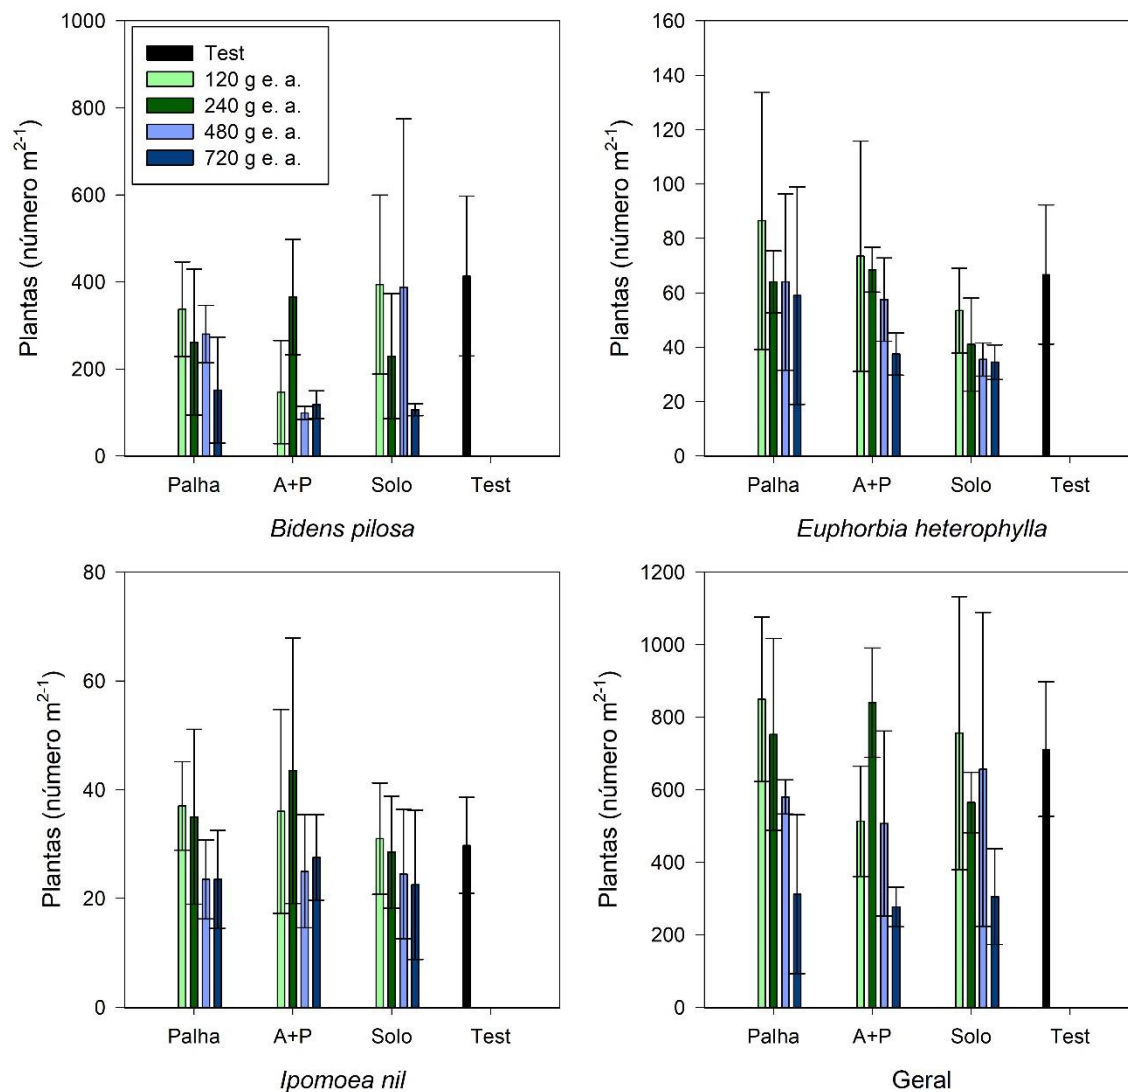 1000
800
600
400
200
0
Plantas (número m²⁻¹)
Test
120 g e. a.
240 g e. a.
480 g e. a.
720 g e. a.
Palha A+P Solo Test
Bidens pilosa
160
140
120
100
80
60
40
20
0
Plantas (número m²⁻¹)
Palha A+P Solo Test
Euphorbia heterophylla
80
60
40
20
0
Plantas (número m²⁻¹)
Palha A+P Solo Test
Ipomoea nil
1200
1000
800
600
400
200
0
Plantas (número m²⁻¹)
Palha A+P Solo Test
Geral